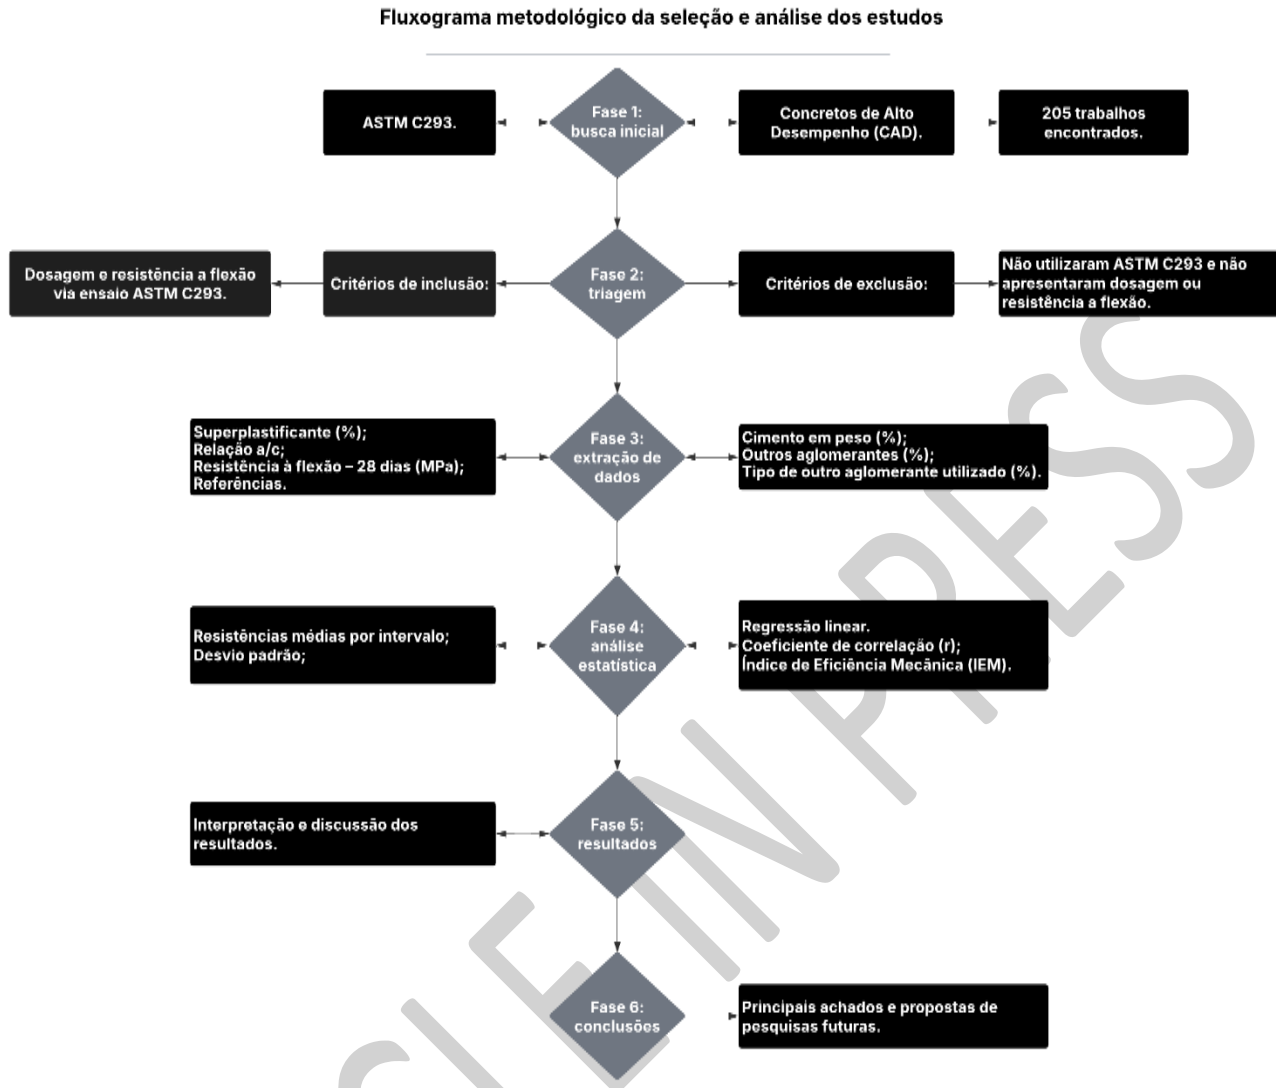 Fluxograma metodológico da seleção e análise dos estudos
ASTM C293.
Fase 1:
busca inicial
Concretos de Alto
Desempenho (CAD).
205 trabalhos
encontrados.
Dosagem e resistência a flexão
via ensaio ASTM C293.
Critérios de inclusão:
Fase 2:
triagem
Critérios de exclusão:
Não utilizaram ASTM C293 e não
apresentaram dosagem ou
resistência a flexão.
Superplastificante (%);
Relação a/c;
Resistência à flexão – 28 dias (MPa);
Referências.
Fase 3:
extração de
dados
Cimento em peso (%);
Outros aglomerantes (%);
Tipo de outro aglomerante utilizado (%).
Resistências médias por intervalo;
Desvio padrão;
Fase 4:
análise
estatística
Regressão linear.
Coeficiente de correlação (r);
Índice de Eficiência Mecânica (IEM).
Interpretação e discussão dos
resultados.
Fase 5:
resultados
Fase 6:
conclusões
Principais achados e propostas de
pesquisas futuras.
LE IN PRESS